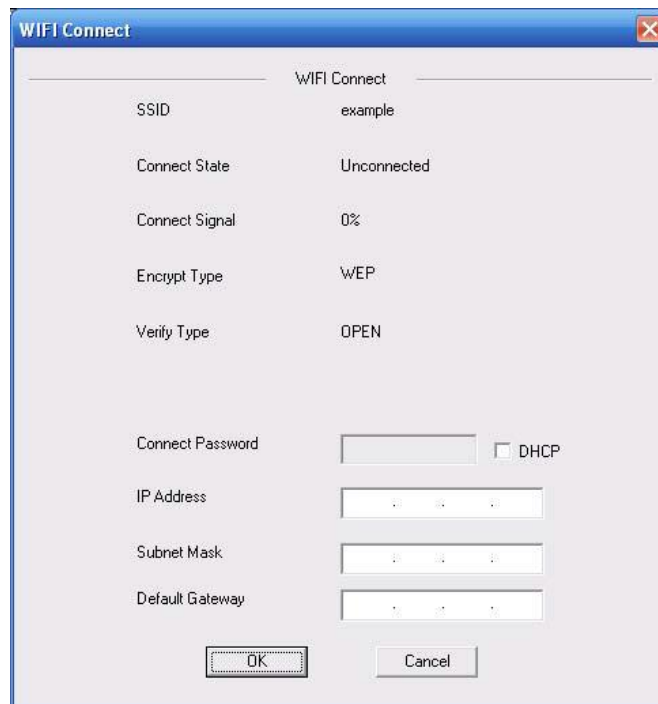 WIFI Connect
WIFI Connect
SSID example
Connect State Unconnected
Connect Signal 0%
Encrypt Type WEP
Verify Type OPEN
Connect Password DHCP
IP Address . . .
Subnet Mask . . .
Default Gateway . . .
OK Cancel